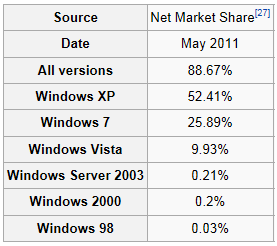 Source Net Market Share[27]
Date May 2011
All versions 88.67%
Windows XP 52.41%
Windows 7 25.89%
Windows Vista 9.93%
Windows Server 2003 0.21%
Windows 2000 0.2%
Windows 98 0.03%